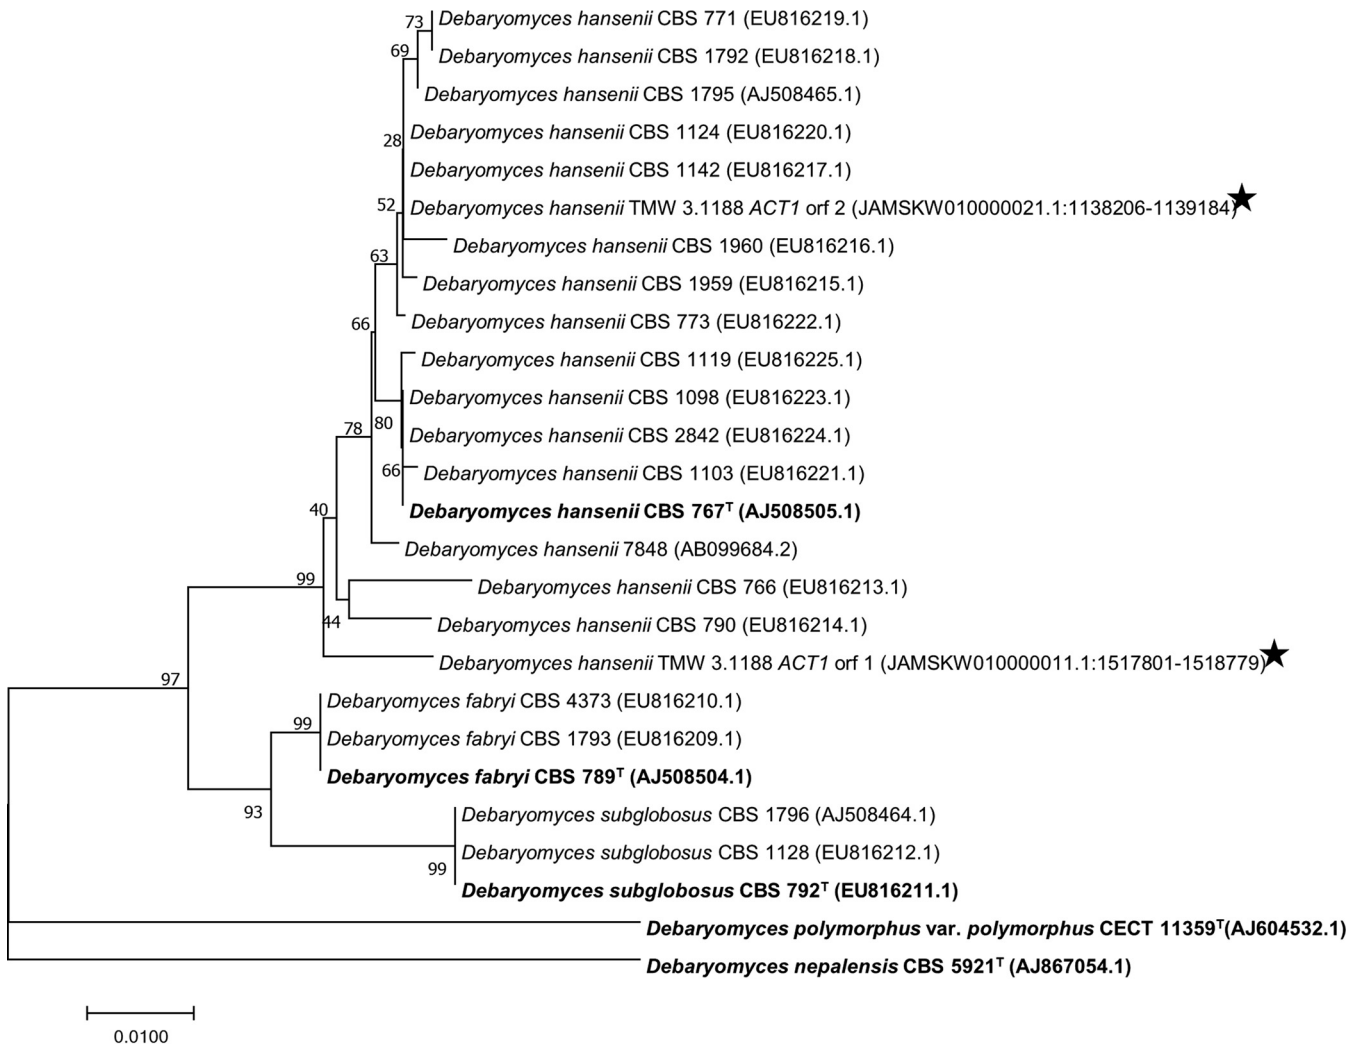 73
Debaryomyces hansenii CBS 771 (EU816219.1)
69
Debaryomyces hansenii CBS 1792 (EU816218.1)
Debaryomyces hansenii CBS 1795 (AJ508465.1)
Debaryomyces hansenii CBS 1124 (EU816220.1)
28
Debaryomyces hansenii CBS 1142 (EU816217.1)
52
Debaryomyces hansenii TMW 3.1188 ACT1 orf 2 (JAMSKW010000021.1:1138206-1139184)
Debaryomyces hansenii CBS 1960 (EU816216.1)
63
Debaryomyces hansenii CBS 1959 (EU816215.1)
66
Debaryomyces hansenii CBS 773 (EU816222.1)
Debaryomyces hansenii CBS 1119 (EU816225.1)
Debaryomyces hansenii CBS 1098 (EU816223.1)
78
80
Debaryomyces hansenii CBS 2842 (EU816224.1)
66
Debaryomyces hansenii CBS 1103 (EU816221.1)
40
Debaryomyces hansenii CBS 767ᵀ (AJ508505.1)
Debaryomyces hansenii 7848 (AB099684.2)
99
Debaryomyces hansenii CBS 766 (EU816213.1)
44
Debaryomyces hansenii CBS 790 (EU816214.1)
Debaryomyces hansenii TMW 3.1188 ACT1 orf 1 (JAMSKW010000011.1:1517801-1518779)
97
Debaryomyces fabryi CBS 4373 (EU816210.1)
99
Debaryomyces fabryi CBS 1793 (EU816209.1)
Debaryomyces fabryi CBS 789ᵀ (AJ508504.1)
93
Debaryomyces subglobosus CBS 1796 (AJ508464.1)
Debaryomyces subglobosus CBS 1128 (EU816212.1)
99
Debaryomyces subglobosus CBS 792ᵀ (EU816211.1)
Debaryomyces polymorphus var. polymorphus CECT 11359ᵀ(AJ604532.1)
Debaryomyces nepalensis CBS 5921ᵀ (AJ867054.1)
0.0100